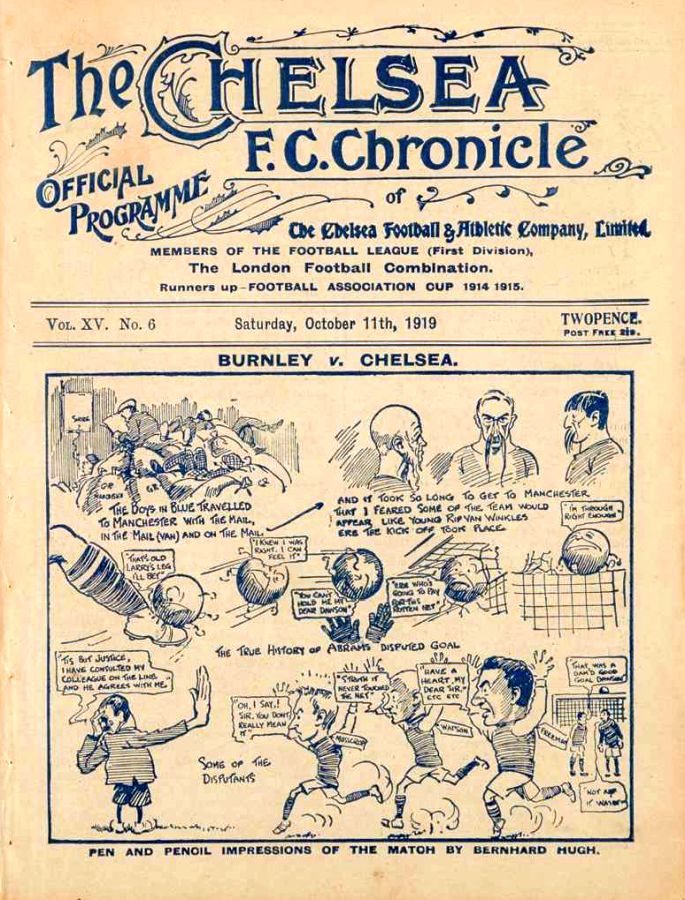 The CHELSEA
F.C. Chronicle
OFFICIAL
PROGRAMME
of
The Chelsea Football & Athletic Company, Limited.
MEMBERS OF THE FOOTBALL LEAGUE (First Division),
The London Football Combination.
Runners up—FOOTBALL ASSOCIATION CUP 1914 1915.
VOL. XV. No. 6
Saturday, October 11th, 1919
TWOPENCE.
POST FREE 2½D.
BURNLEY v. CHELSEA.
THE BOYS IN BLUE TRAVELLED
TO MANCHESTER WITH THE MAIL,
IN THE MAIL (VAN) AND ON THE MAIL.
AND IT TOOK SO LONG TO GET TO MANCHESTER
THAT I FEARED SOME OF THE TEAM WOULD
APPEAR LIKE YOUNG RIP VAN WINKLES
ERE THE KICK OFF TOOK PLACE
"I'M THROUGH
RIGHT ENOUGH"
"THAT'S OLD
LARRY'S LEG
I'LL BET"
"I KNEW I WAS
RIGHT. I CAN
FEEL IT"
"YOU CAN'T
HOLD ME MY
DEAR DAWSON"
"ERE WHO'S
GOING TO PAY
FOR THIS
ROTTEN NET"
THE TRUE HISTORY OF ABRAMS DISPUTED GOAL
"'TIS BUT JUSTICE,
I HAVE CONSULTED MY
COLLEAGUE ON THE LINE
AND HE AGREES WITH ME.
"OH, I SAY!
SIR, YOU DON'T
REALLY MEAN
IT"
"STRUTH IT
NEVER TOUCHED
THE NET"
"HAVE A
HEART, MY
DEAR SIR,"
ETC ETC
"THAT WAS A
DAM'D GOOD
GOAL DAWSON"
MOSSCROP
WATSON
FREEMAN
SOME OF THE
DISPUTANTS
"NOT
IT
PEN AND PENCIL IMPRESSIONS OF THE MATCH BY BERNHARD HUGH.